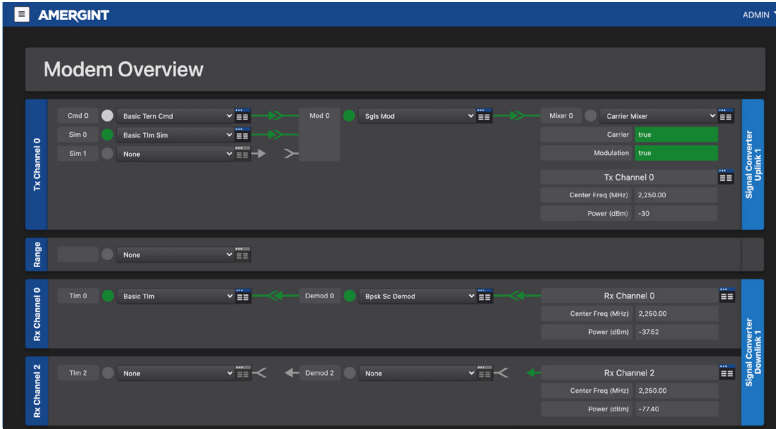 AMERGINT
ADMIN
Modem Overview
Tx Channel 0
Cmd 0 Basic Tern Cmd Mod 0 Sgls Mod Mixer 0 Carrier Mixer
Sim 0 Basic Tlm Sim
Sim 1 None
Carrier true
Modulation true
Tx Channel 0
Center Freq (MHz) 2,250.00
Power (dBm) -30
Signal Converter
Uplink 1
Range
None
Rx Channel 0
Tlm 0 Basic Tlm Demod 0 Bpsk Sc Demod Rx Channel 0
Center Freq (MHz) 2,250.00
Power (dBm) -37.52
Signal Converter
Downlink 1
Rx Channel 2
Tlm 2 None Demod 2 None Rx Channel 2
Center Freq (MHz) 2,250.00
Power (dBm) -77.40